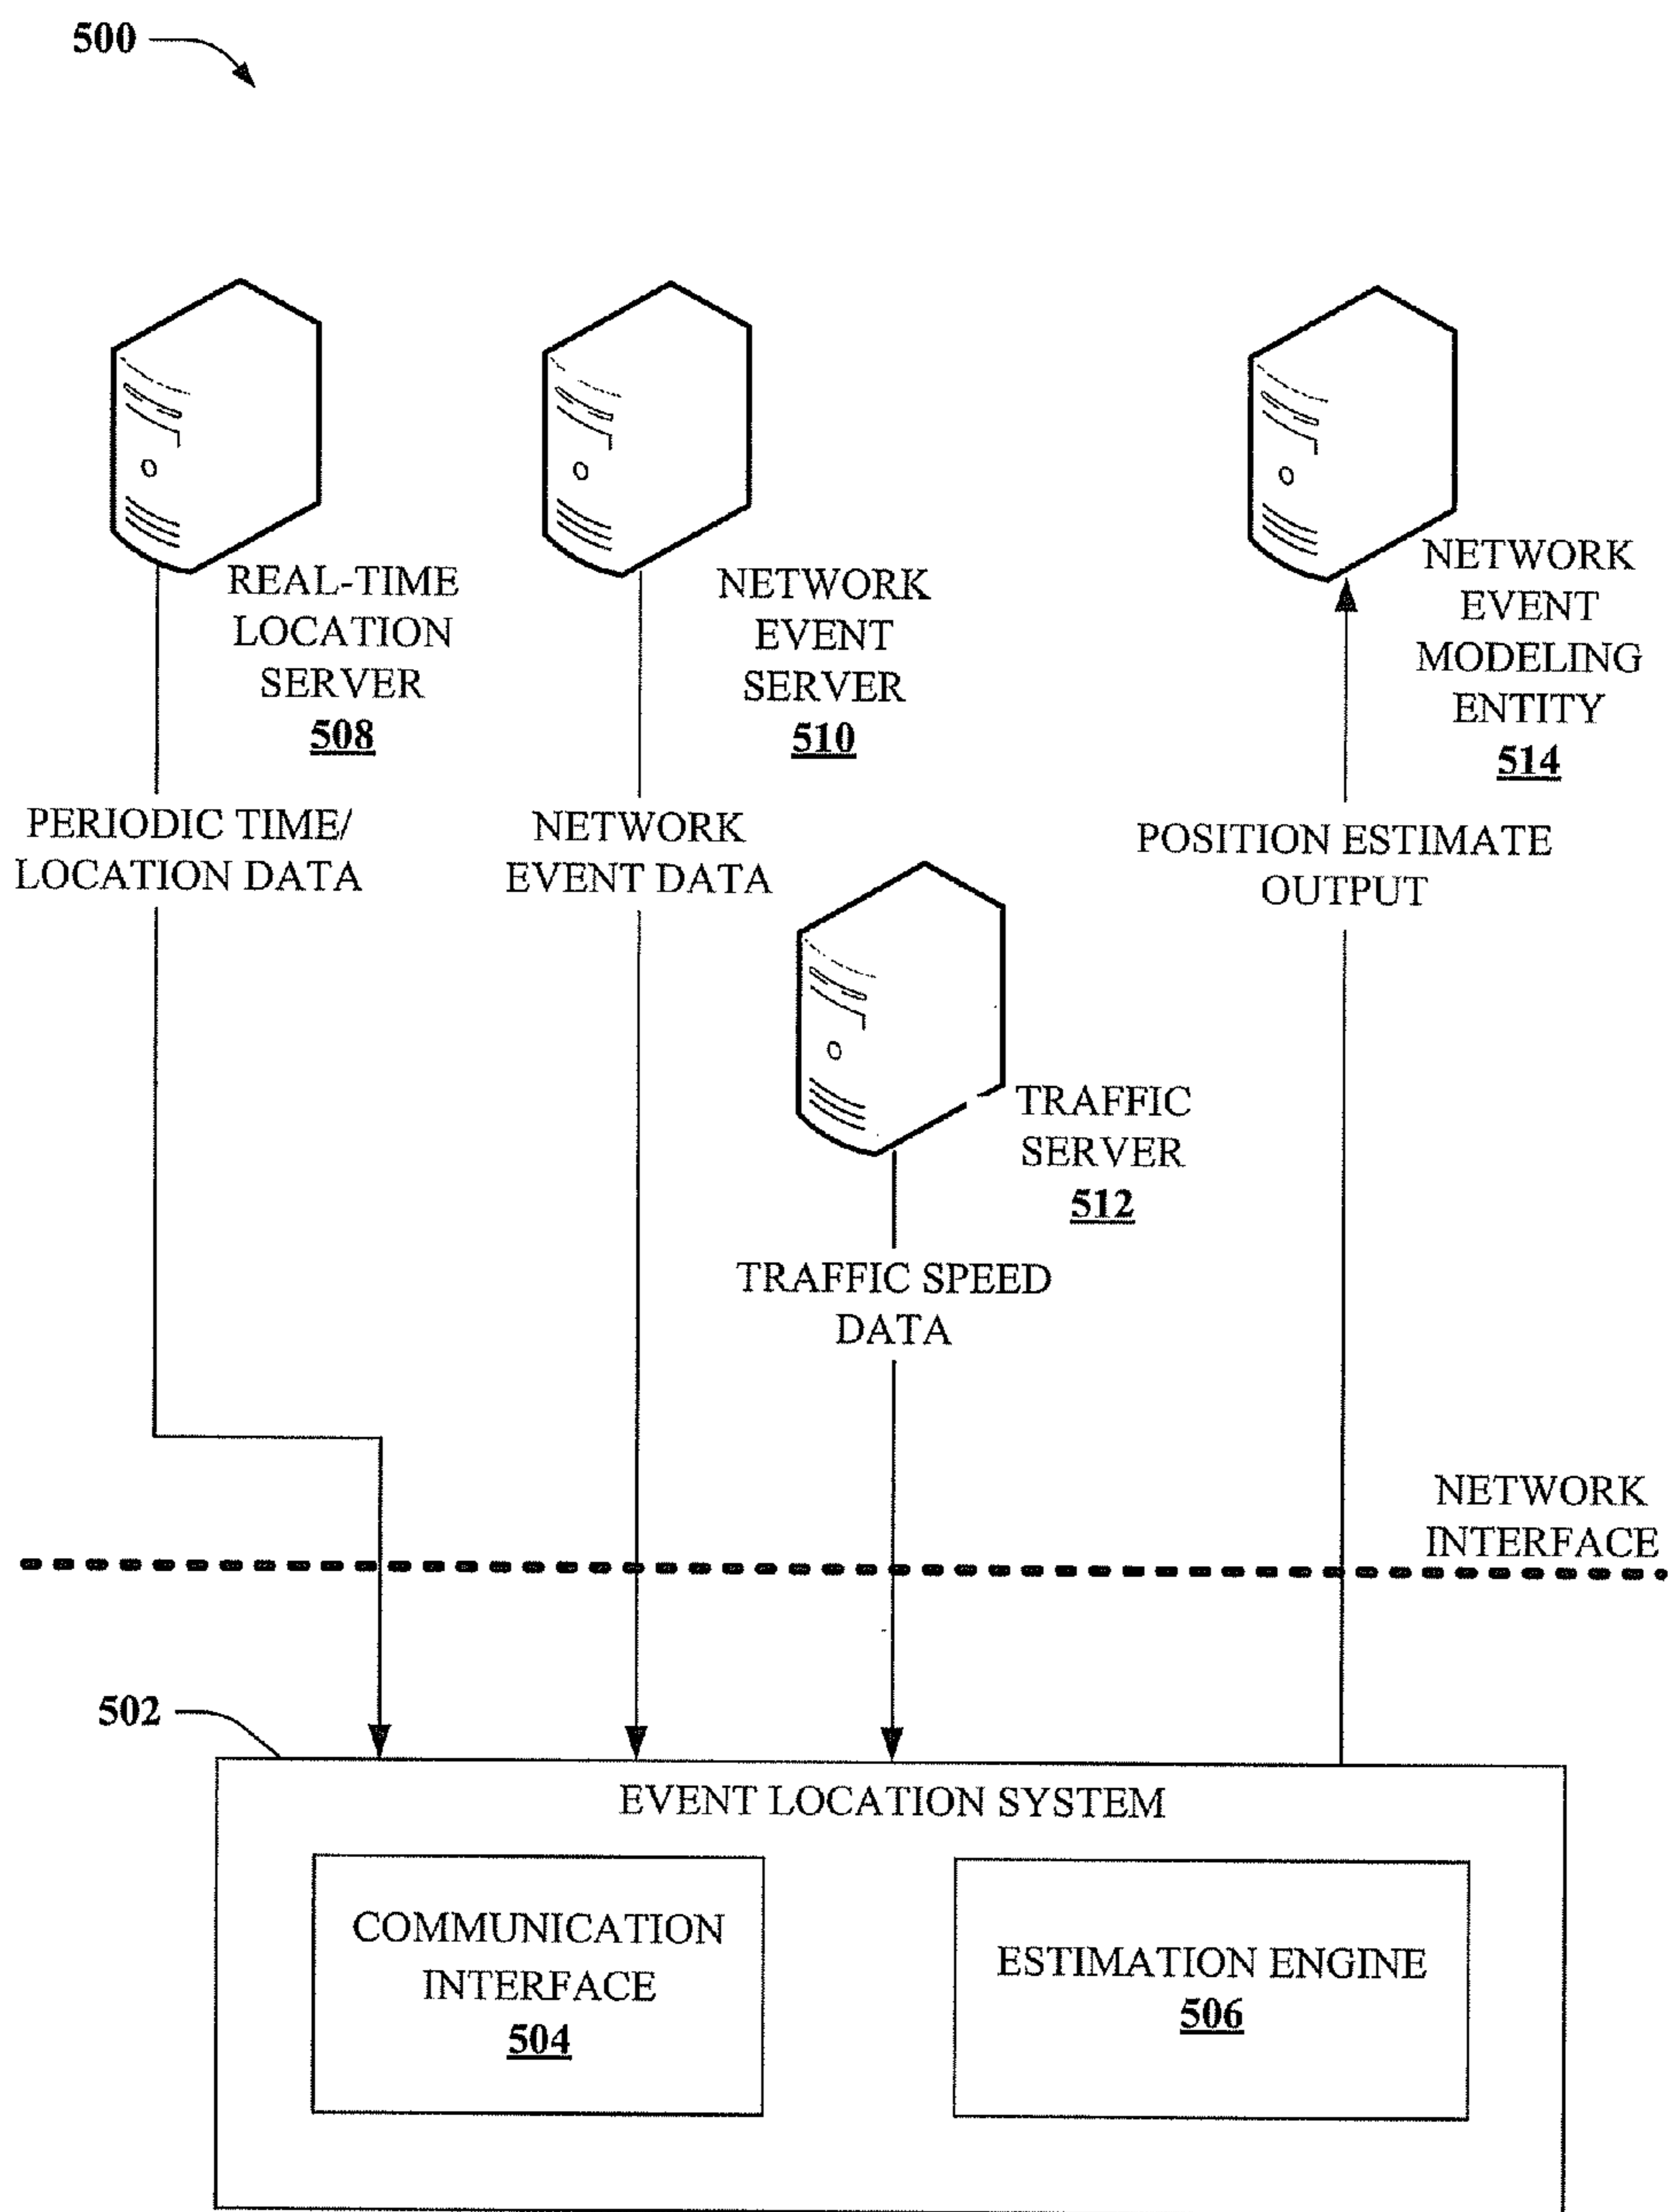 500
REAL-TIME
LOCATION
SERVER
508
NETWORK
EVENT
SERVER
510
NETWORK
EVENT
MODELING
ENTITY
514
PERIODIC TIME/
LOCATION DATA
NETWORK
EVENT DATA
POSITION ESTIMATE
OUTPUT
TRAFFIC
SERVER
512
TRAFFIC SPEED
DATA
NETWORK
INTERFACE
502
EVENT LOCATION SYSTEM
COMMUNICATION
INTERFACE
504
ESTIMATION ENGINE
506